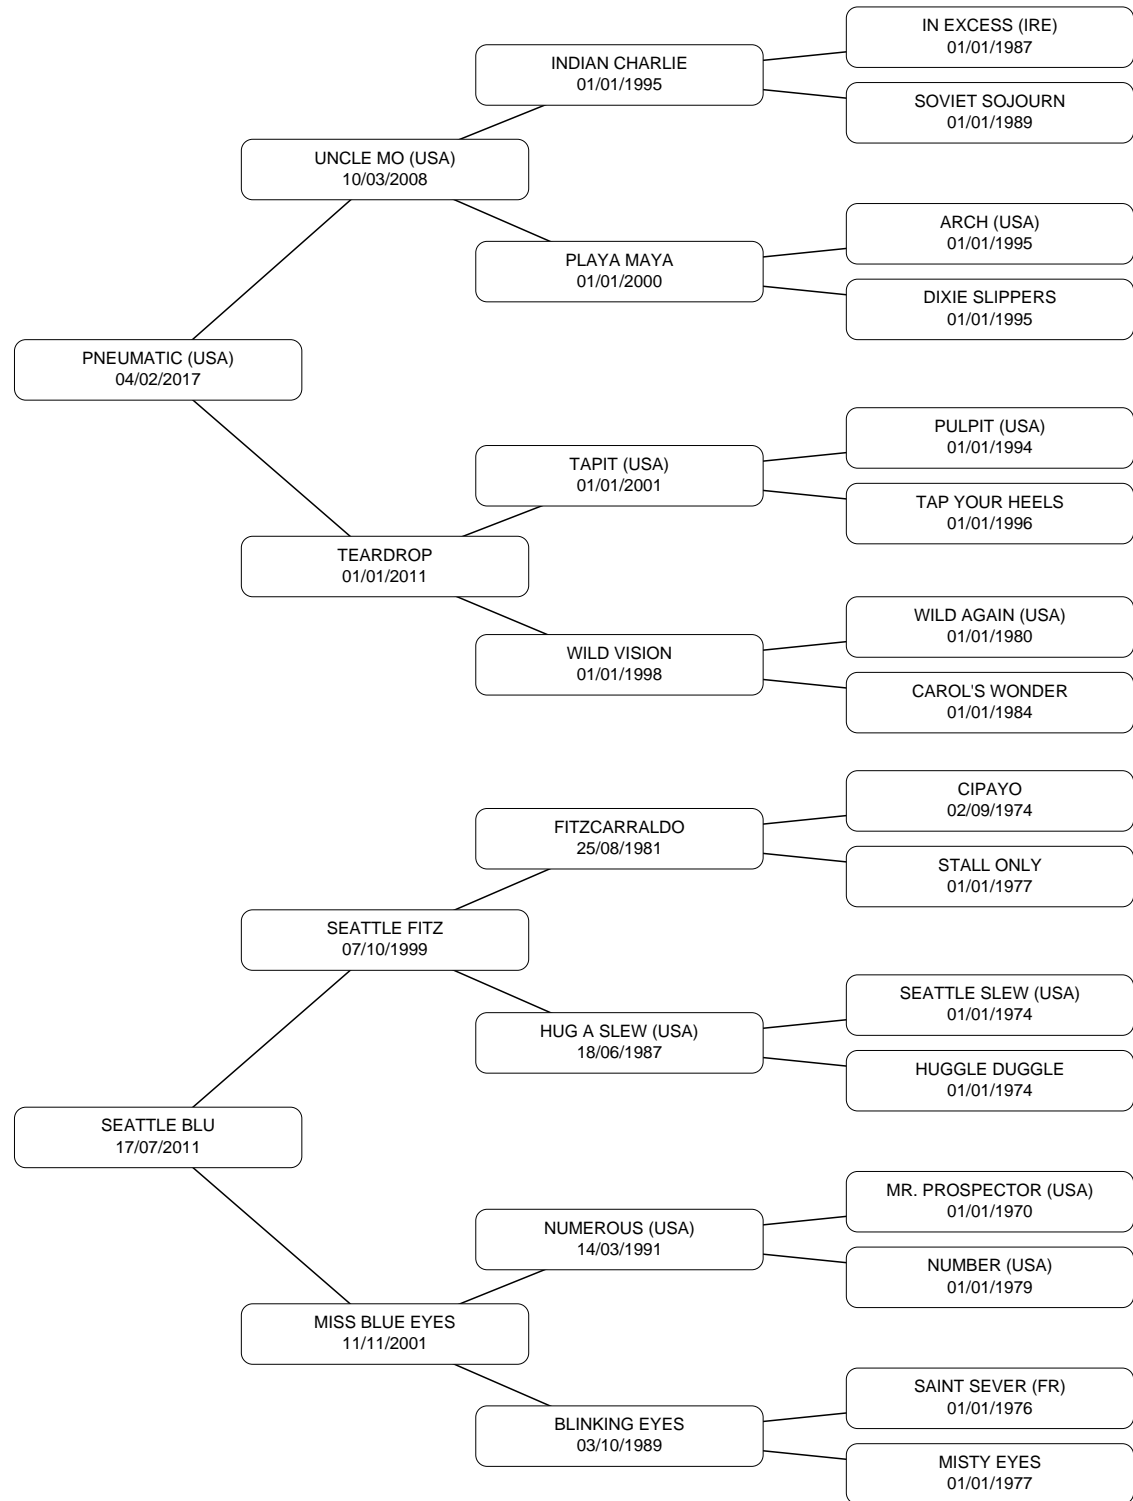 IN EXCESS (IRE)
01/01/1987
INDIAN CHARLIE
01/01/1995
SOVIET SOJOURN
01/01/1989
UNCLE MO (USA)
10/03/2008
ARCH (USA)
01/01/1995
PLAYA MAYA
01/01/2000
DIXIE SLIPPERS
01/01/1995
PNEUMATIC (USA)
04/02/2017
PULPIT (USA)
01/01/1994
TAPIT (USA)
01/01/2001
TAP YOUR HEELS
01/01/1996
TEARDROP
01/01/2011
WILD AGAIN (USA)
01/01/1980
WILD VISION
01/01/1998
CAROL'S WONDER
01/01/1984
CIPAYO
02/09/1974
FITZCARRALDO
25/08/1981
STALL ONLY
01/01/1977
SEATTLE FITZ
07/10/1999
SEATTLE SLEW (USA)
01/01/1974
HUG A SLEW (USA)
18/06/1987
HUGGLE DUGGLE
01/01/1974
SEATTLE BLU
17/07/2011
MR. PROSPECTOR (USA)
01/01/1970
NUMEROUS (USA)
14/03/1991
NUMBER (USA)
01/01/1979
MISS BLUE EYES
11/11/2001
SAINT SEVER (FR)
01/01/1976
BLINKING EYES
03/10/1989
MISTY EYES
01/01/1977